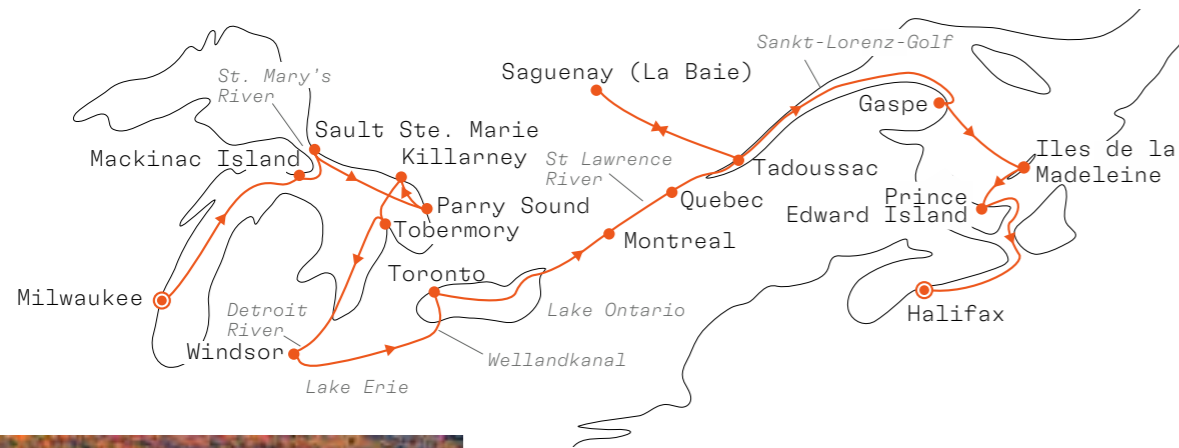 Sankt-Lorenz-Golf
St. Mary's
River
Saguenay (La Baie)
Gaspe
Sault Ste. Marie
Mackinac Island
Killarney
St Lawrence
River
Tadoussac
Iles de la
Madeleine
Parry Sound
Quebec
Prince
Edward Island
Tobermory
Montreal
Toronto
Milwaukee
Detroit
River
Lake Ontario
Halifax
Windsor
Wellandkanal
Lake Erie